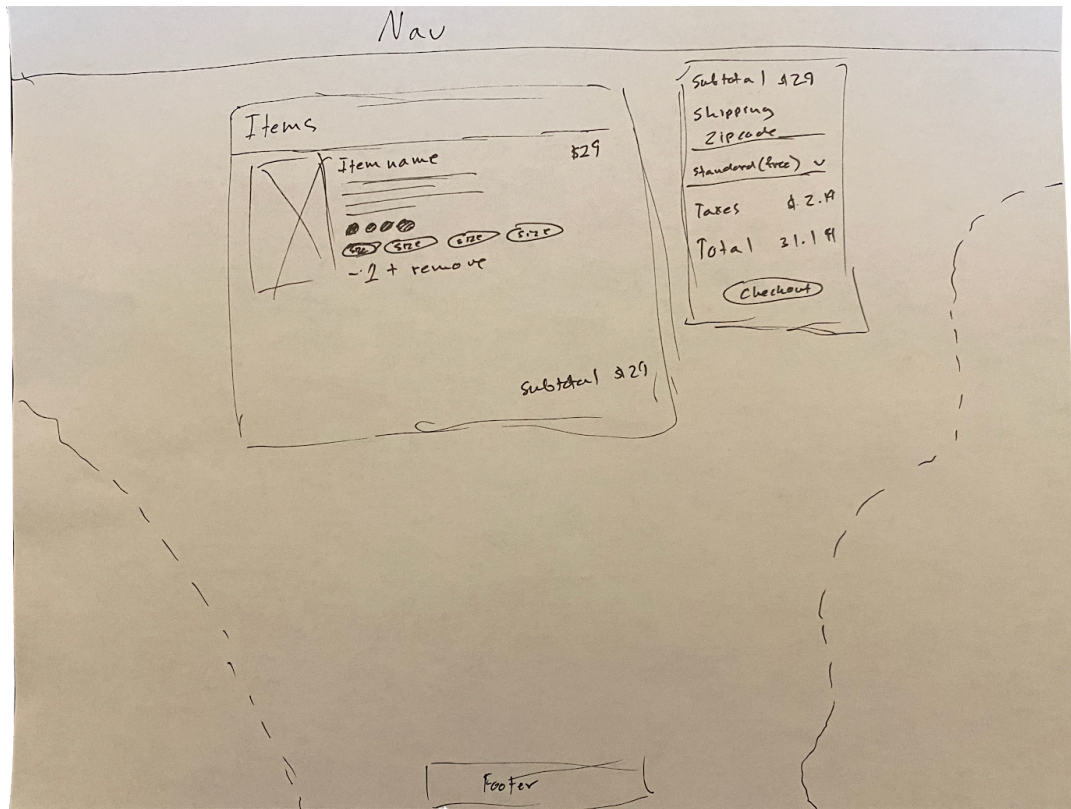 Nav
Items
Item name $29
size size size size
- 1 + remove
Subtotal $29
Subtotal $29
Shipping
Zipcode
Standard (free)
Taxes $2.19
Total 31.19
Checkout
Footer